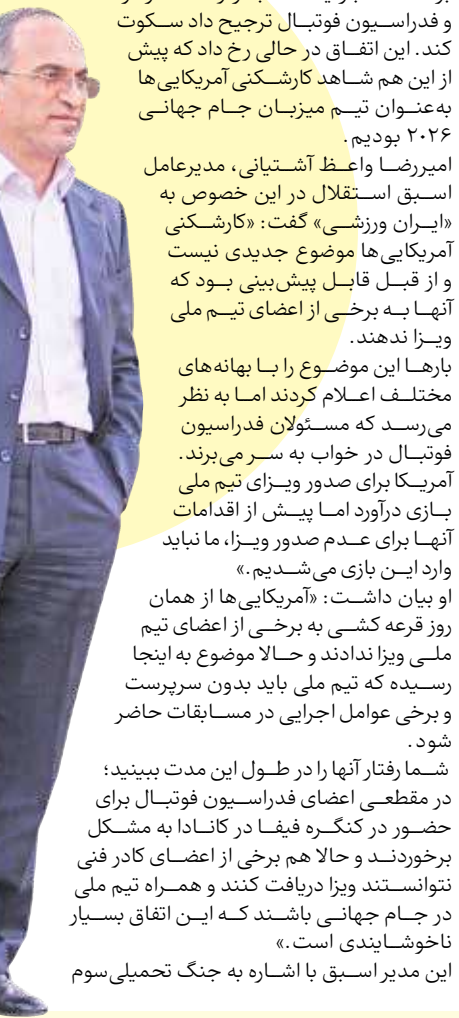 و فدراسیون فوتبال ترجیح داد سکوت
کند. این اتفاق در حالی رخ داد که پیش
از این هم شاهد کارشکنی آمریکایی‌ها
به‌عنوان تیم میزبان جام جهانی
۲۰۲۶ بودیم.
امیررضا واعظ آشتیانی، مدیرعامل
اسبق استقلال در این خصوص به
«ایران ورزشی» گفت: «کارشکنی
آمریکایی‌ها موضوع جدیدی نیست
و از قبل قابل پیش‌بینی بود که
آنها به برخی از اعضای تیم ملی
ویزا ندهند.
بارها این موضوع را با بهانه‌های
مختلف اعلام کردند اما به نظر
می‌رسد که مسئولان فدراسیون
فوتبال در خواب به سر می‌برند.
آمریکا برای صدور ویزای تیم ملی
بازی درآورد اما پیش از اقدامات
آنها برای عدم صدور ویزا، ما نباید
وارد این بازی می‌شدیم.»
او بیان داشت: «آمریکایی‌ها از همان
روز قرعه کشی به برخی از اعضای تیم
ملی ویزا ندادند و حالا موضوع به اینجا
رسیده که تیم ملی باید بدون سرپرست
و برخی عوامل اجرایی در مسابقات حاضر
شود.
شما رفتار آنها را در طول این مدت ببینید؛
در مقطعی اعضای فدراسیون فوتبال برای
حضور در کنگره فیفا در کانادا به مشکل
برخوردند و حالا هم برخی از اعضای کادر فنی
نتوانستند ویزا دریافت کنند و همراه تیم ملی
در جام جهانی باشند که این اتفاق بسیار
ناخوشایندی است.»
این مدیر اسبق با اشاره به جنگ تحمیلی‌سوم